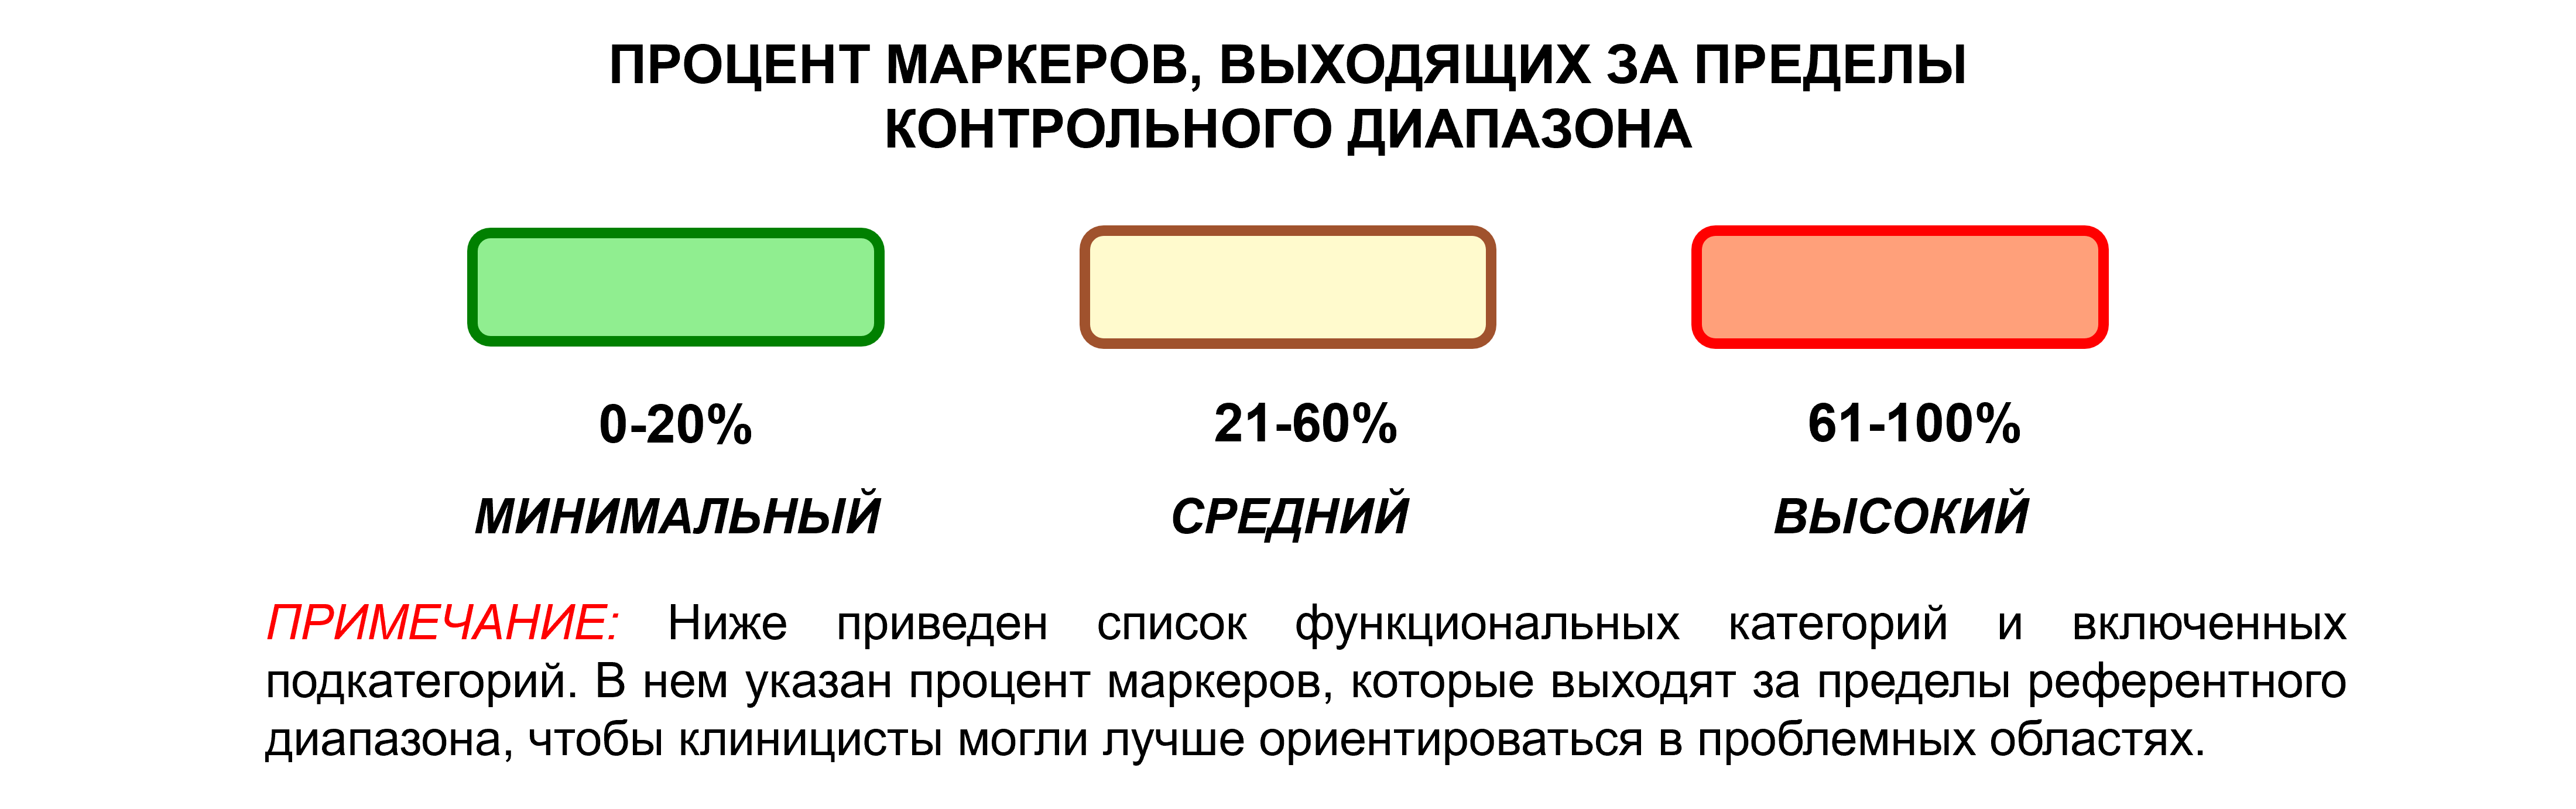 ПРОЦЕНТ МАРКЕРОВ, ВЫХОДЯЩИХ ЗА ПРЕДЕЛЫ
КОНТРОЛЬНОГО ДИАПАЗОНА
0-20%
21-60%
61-100%
МИНИМАЛЬНЫЙ
СРЕДНИЙ
ВЫСОКИЙ
ПРИМЕЧАНИЕ: Ниже приведен список функциональных категорий и включенных
подкатегорий. В нем указан процент маркеров, которые выходят за пределы референтного
диапазона, чтобы клиницисты могли лучше ориентироваться в проблемных областях.